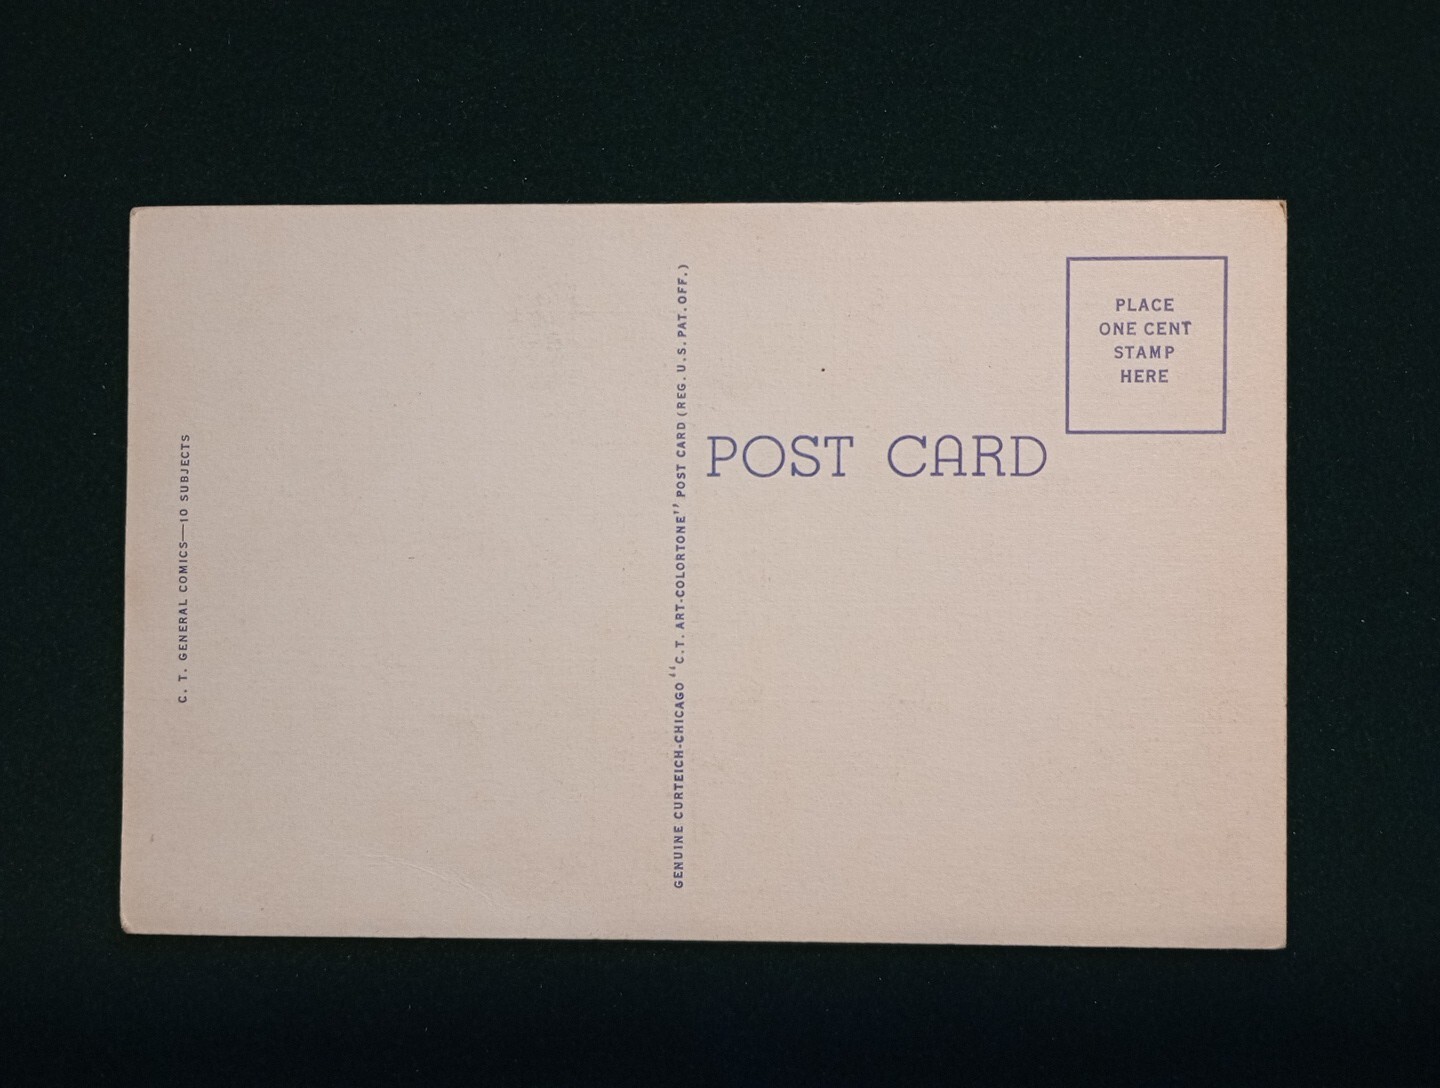 C. T. GENERAL COMICS—10 SUBJECTS
GENUINE CURTEICH-CHICAGO "C.T. ART-COLORTONE" POST CARD (REG. U.S. PAT. OFF.)
POST CARD
PLACE
ONE CENT
STAMP
HERE